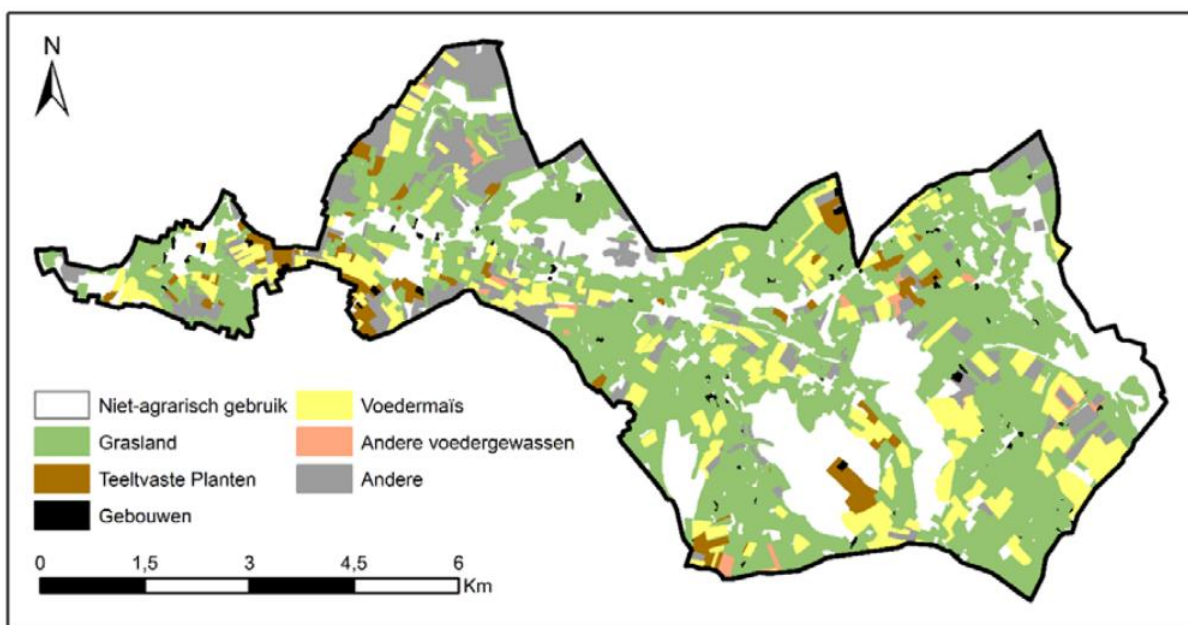 N
Niet-agrarisch gebruik
Grasland
Teeltvaste Planten
Gebouwen
Voedermaïs
Andere voedergewassen
Andere
0 1,5 3 4,5 6
Km